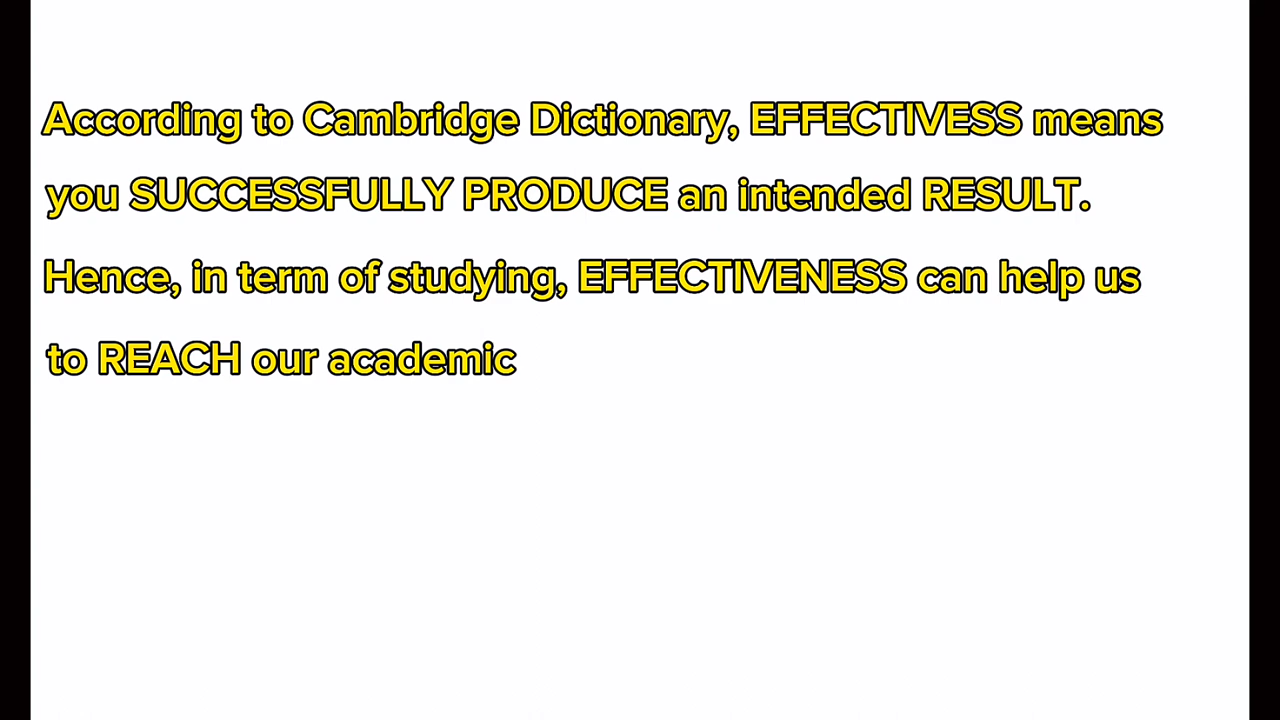 According to Cambridge Dictionary, EFFECTIVESS means
you SUCCESSFULLY PRODUCE an intended RESULT.
Hence, in term of studying, EFFECTIVENESS can help us
to REACH our academic